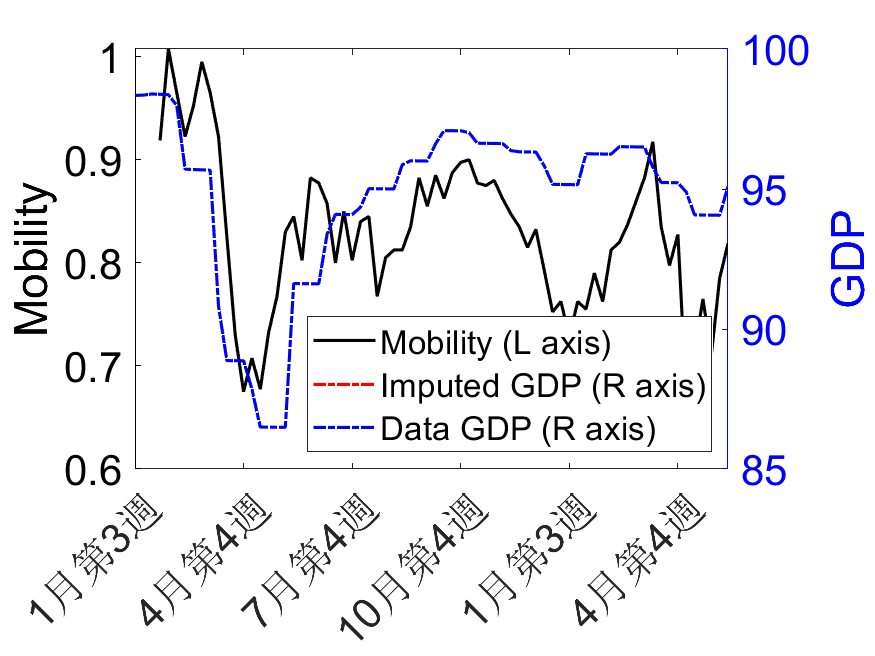 Mobility
1
0.9
0.8
0.7
0.6
100
95
90
85
GDP
Mobility (L axis)
Imputed GDP (R axis)
Data GDP (R axis)
1月第3週
4月第4週
7月第4週
10月第4週
1月第3週
4月第4週